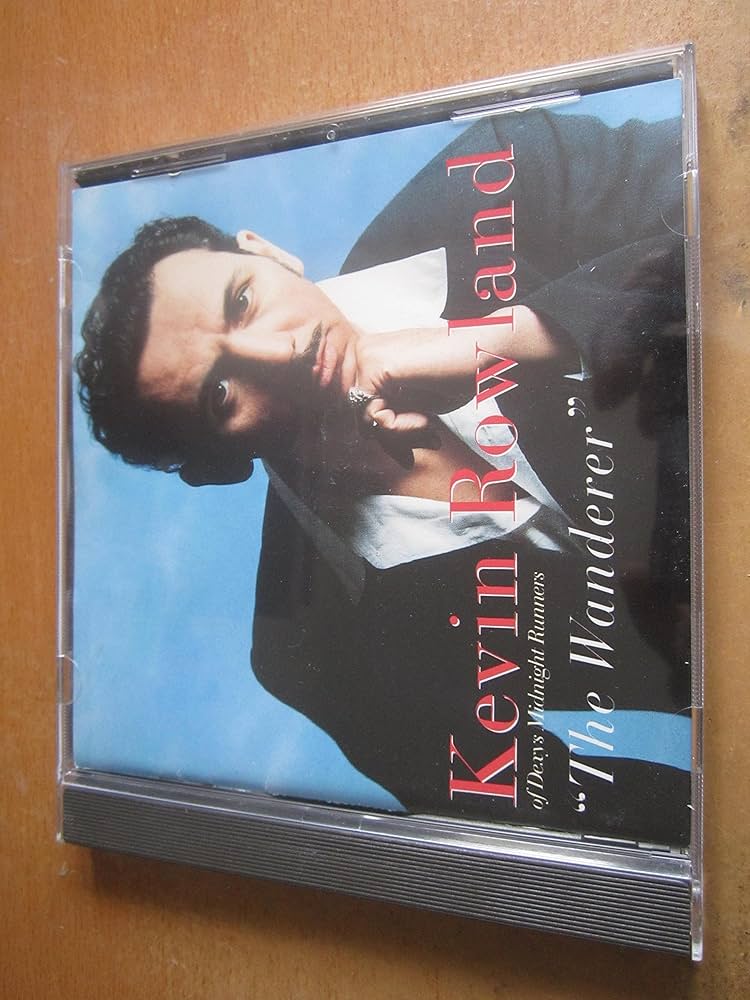 Kevin Rowland
of Dexys Midnight Runners
“The Wanderer”